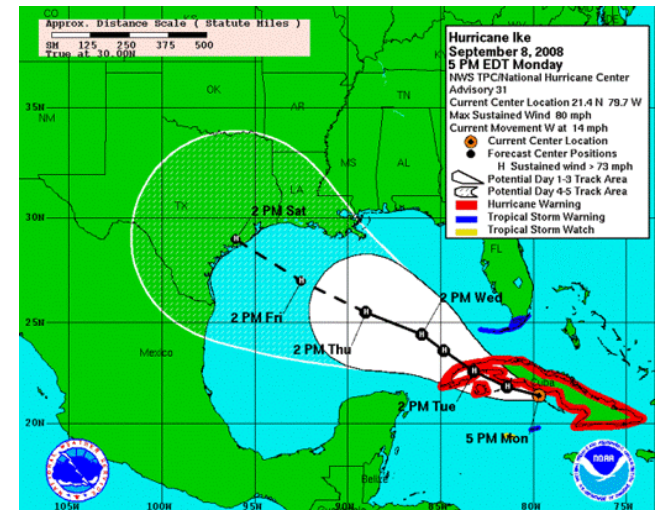 Approx. Distance Scale ( Statute Miles )
SM 125 250 375 500
True at 30.00N
Hurricane Ike
September 8, 2008
5 PM EDT Monday
NWS TPC/National Hurricane Center
Advisory 31
Current Center Location 21.4 N 79.7 W
Max Sustained Wind 80 mph
Current Movement W at 14 mph
Current Center Location
Forecast Center Positions
H Sustained wind > 73 mph
Potential Day 1-3 Track Area
Potential Day 4-5 Track Area
Hurricane Warning
Tropical Storm Warning
Tropical Storm Watch
35N
NM
OK
AR
TN
MS
AL
TX
LA
2 PM Sat
30N
FL
H
H
2 PM Fri
2 PM Wed
25N
H
H
H
2 PM Thu
Mexico
H
H
Cuba
2 PM Tue
20N
5 PM Mon
NOAA
Belize
105W
100W
95W
90W
85W
80W
75W